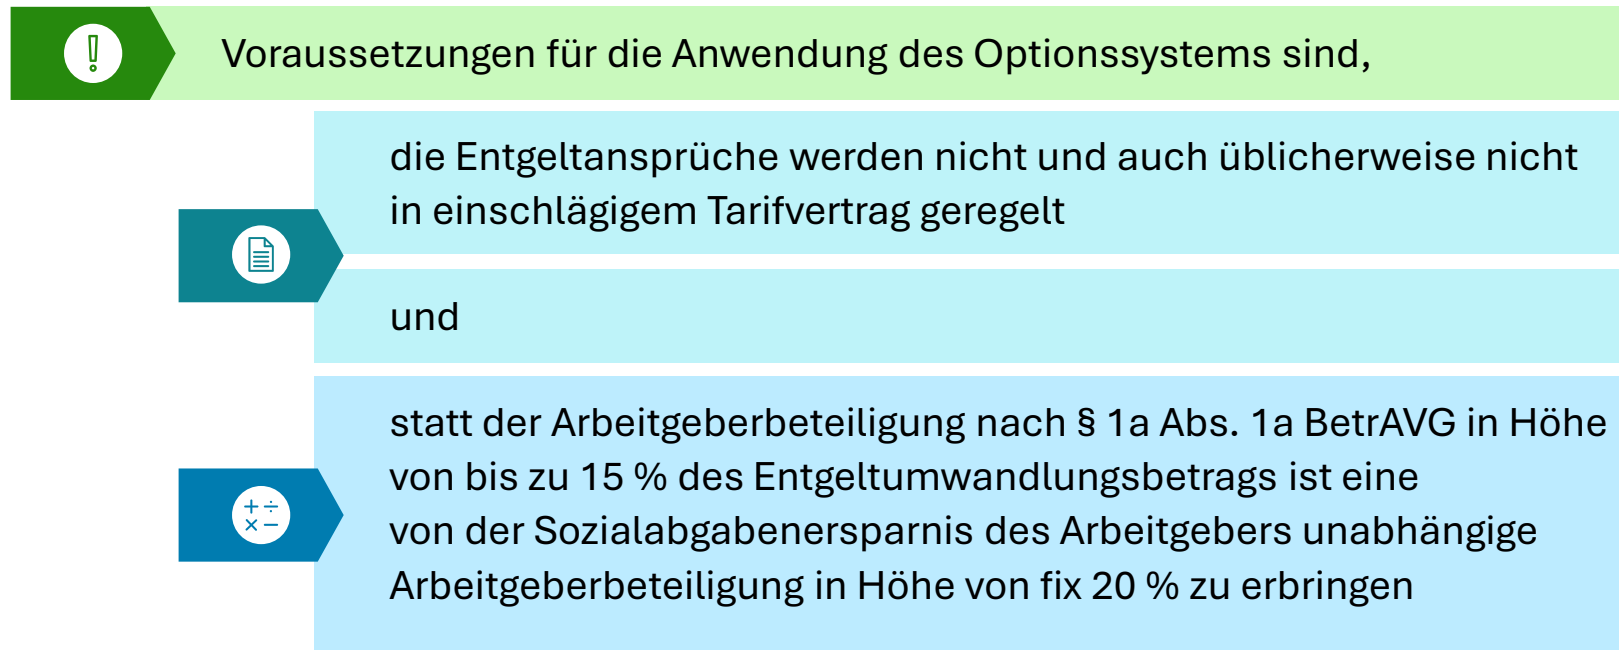 Voraussetzungen für die Anwendung des Optionssystems sind,
die Entgeltansprüche werden nicht und auch üblicherweise nicht
in einschlägigem Tarifvertrag geregelt
und
statt der Arbeitgeberbeteiligung nach § 1a Abs. 1a BetrAVG in Höhe
von bis zu 15 % des Entgeltumwandlungsbetrags ist eine
von der Sozialabgabenersparnis des Arbeitgebers unabhängige
Arbeitgeberbeteiligung in Höhe von fix 20 % zu erbringen